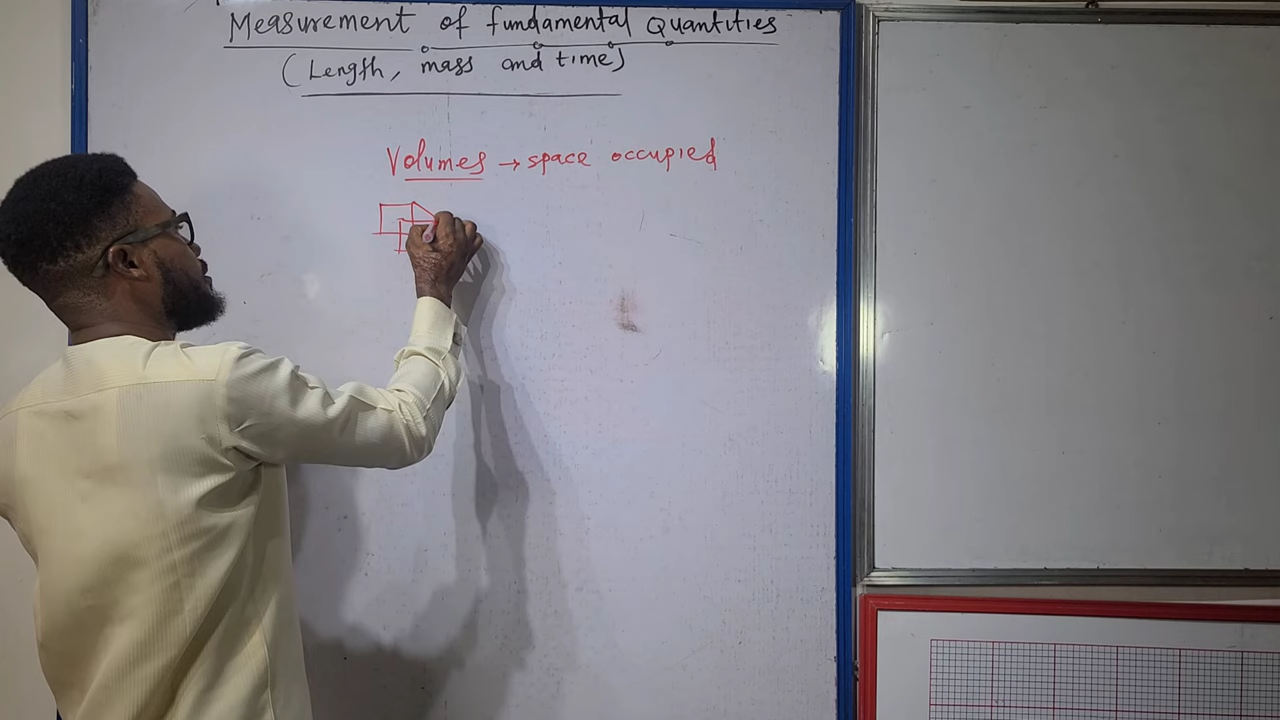 Measurement of fundamental Quantities
(Length, mass and time)
Volumes → space occupied